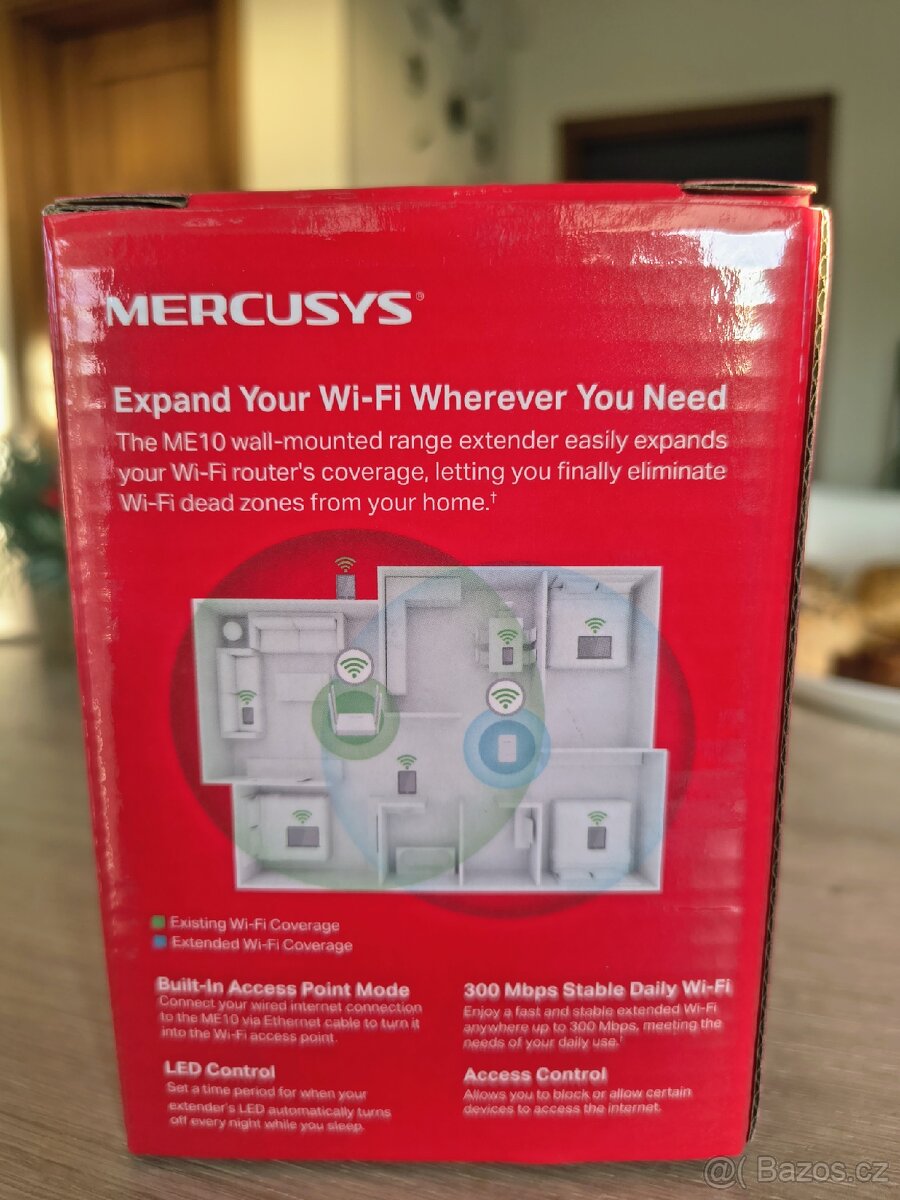 MERCUSYS®
Expand Your Wi-Fi Wherever You Need
The ME10 wall-mounted range extender easily expands
your Wi-Fi router's coverage, letting you finally eliminate
Wi-Fi dead zones from your home.†
Existing Wi-Fi Coverage
Extended Wi-Fi Coverage
Built-In Access Point Mode
Connect your wired internet connection
to the ME10 via Ethernet cable to turn it
into the Wi-Fi access point.
LED Control
Set a time period for when your
extender's LED automatically turns
off every night while you sleep.
300 Mbps Stable Daily Wi-Fi
Enjoy a fast and stable extended Wi-Fi
anywhere up to 300 Mbps, meeting the
needs of your daily use.†
Access Control
Allows you to block or allow certain
devices to access the internet.
@( Bazos.cz